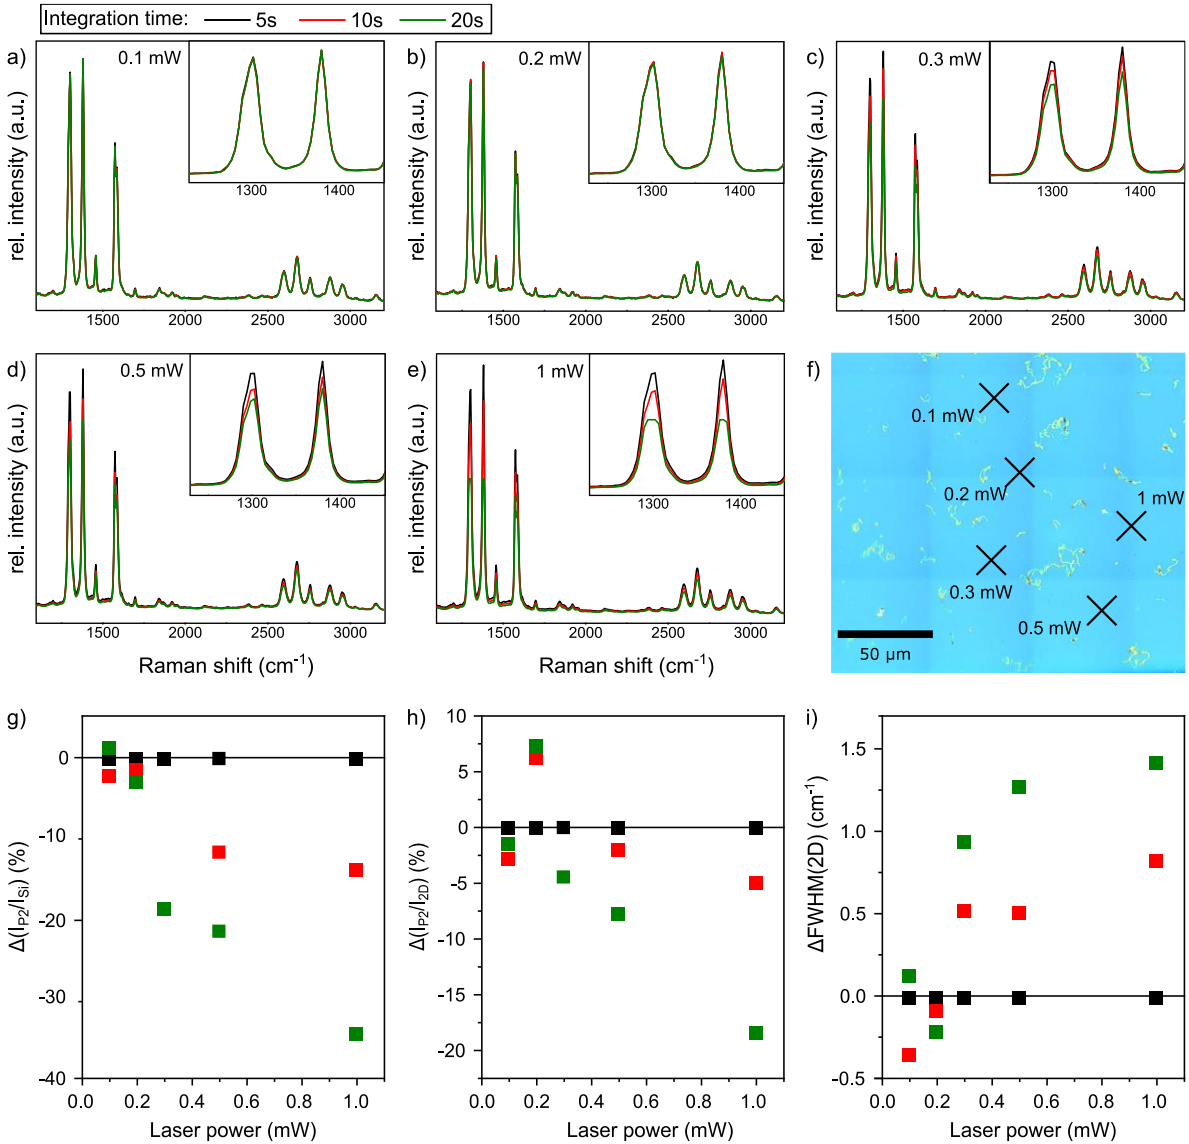 Integration time: 5s 10s 20s
a) 0.1 mW
rel. intensity (a.u.)
1300 1400
1500 2000 2500 3000
b) 0.2 mW
rel. intensity (a.u.)
1300 1400
1500 2000 2500 3000
c) 0.3 mW
rel. intensity (a.u.)
1300 1400
1500 2000 2500 3000
d) 0.5 mW
rel. intensity (a.u.)
1300 1400
1500 2000 2500 3000
Raman shift (cm⁻¹)
e) 1 mW
rel. intensity (a.u.)
1300 1400
1500 2000 2500 3000
Raman shift (cm⁻¹)
f)
0.1 mW
0.2 mW
1 mW
0.3 mW
0.5 mW
50 µm
g)
Δ(I_P2/I_Si) (%)
0
-10
-20
-30
-40
0.0 0.2 0.4 0.6 0.8 1.0
Laser power (mW)
h)
Δ(I_P2/I_2D) (%)
10
5
0
-5
-10
-15
-20
0.0 0.2 0.4 0.6 0.8 1.0
Laser power (mW)
i)
ΔFWHM(2D) (cm⁻¹)
1.5
1.0
0.5
0.0
-0.5
0.0 0.2 0.4 0.6 0.8 1.0
Laser power (mW)